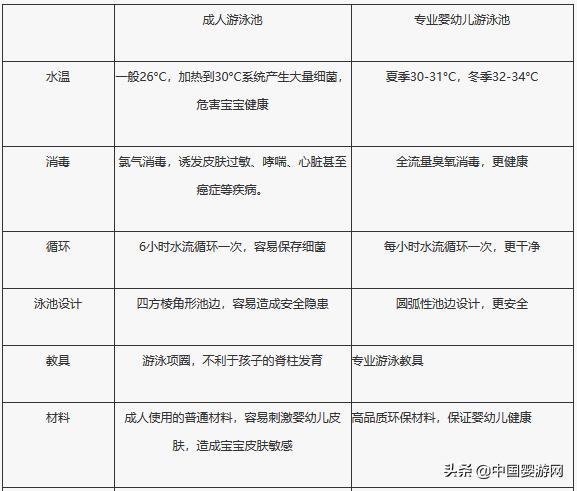 成人游泳池 专业婴幼儿游泳池
水温 一般26°C，加热到30°C系统产生大量细菌， 夏季30-31°C，冬季32-34°C
危害宝宝健康
消毒 氯气消毒，诱发皮肤过敏、哮喘、心脏甚至 全流量臭氧消毒，更健康
癌症等疾病。
循环 6小时水流循环一次，容易保存细菌 每小时水流循环一次，更干净
泳池设计 四方棱角形池边，容易造成安全隐患 圆弧性池边设计，更安全
教具 游泳项圈，不利于孩子的脊柱发育 专业游泳教具
材料 成人使用的普通材料，容易刺激婴幼儿皮 高品质环保材料，保证婴幼儿健康
肤，造成宝宝皮肤敏感
头条 @中国婴游网